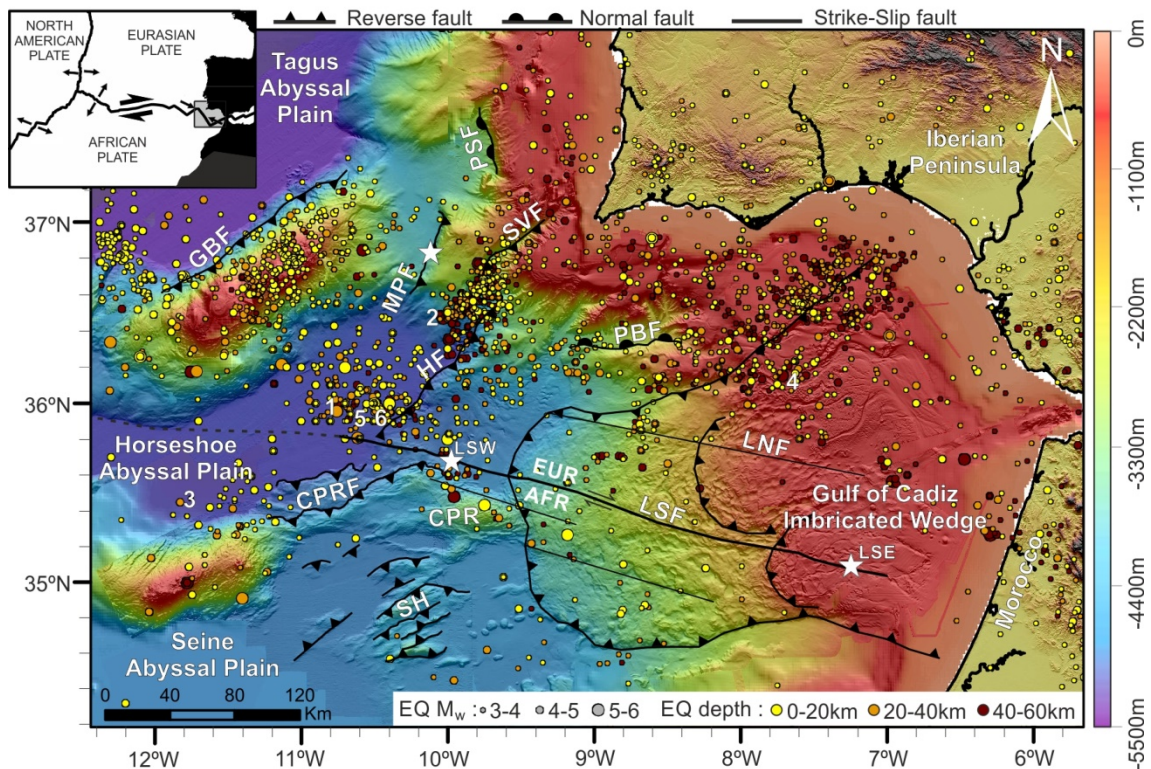 Reverse fault Normal fault Strike-Slip fault
NORTH
AMERICAN
PLATE
EURASIAN
PLATE
AFRICAN
PLATE
Tagus
Abyssal
Plain
N
Iberian
Peninsula
PSF
GBF
SVF
MPF
2
HF
PBF
4
1
5-6
LSW
LNF
Horseshoe
Abyssal Plain
3
CPRF
EUR
AFR
CPR
LSF
Gulf of Cadiz
Imbricated Wedge
LSE
Morocco
SH
Seine
Abyssal Plain
0 40 80 120
Km
EQ Mw : 3-4 4-5 5-6 EQ depth : 0-20km 20-40km 40-60km
37ºN
36ºN
35ºN
12ºW 11ºW 10ºW 9ºW 8ºW 7ºW 6ºW
0m
-1100m
-2200m
-3300m
-4400m
-5500m